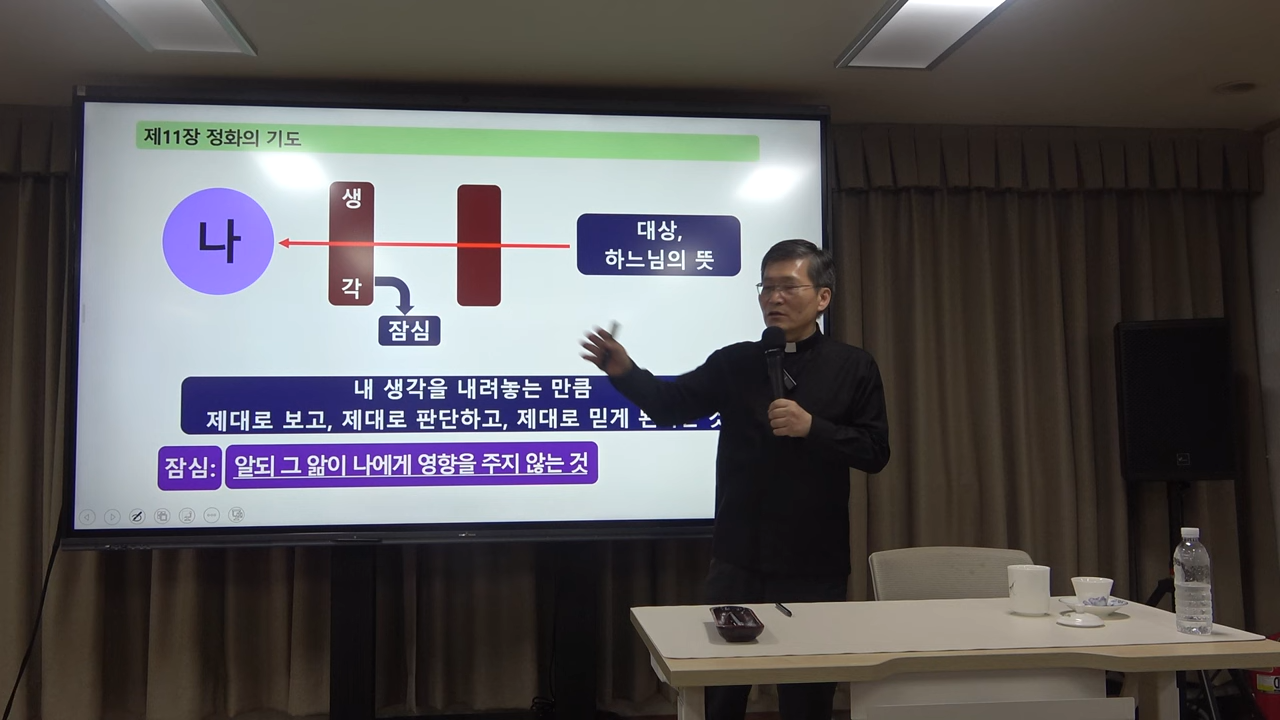 제11장 정화의 기도
나
생
각
잠심
대상,
하느님의 뜻
내 생각을 내려놓는 만큼
제대로 보고, 제대로 판단하고, 제대로 믿게
잠심:
알되 그 앎이 나에게 영향을 주지 않는 것